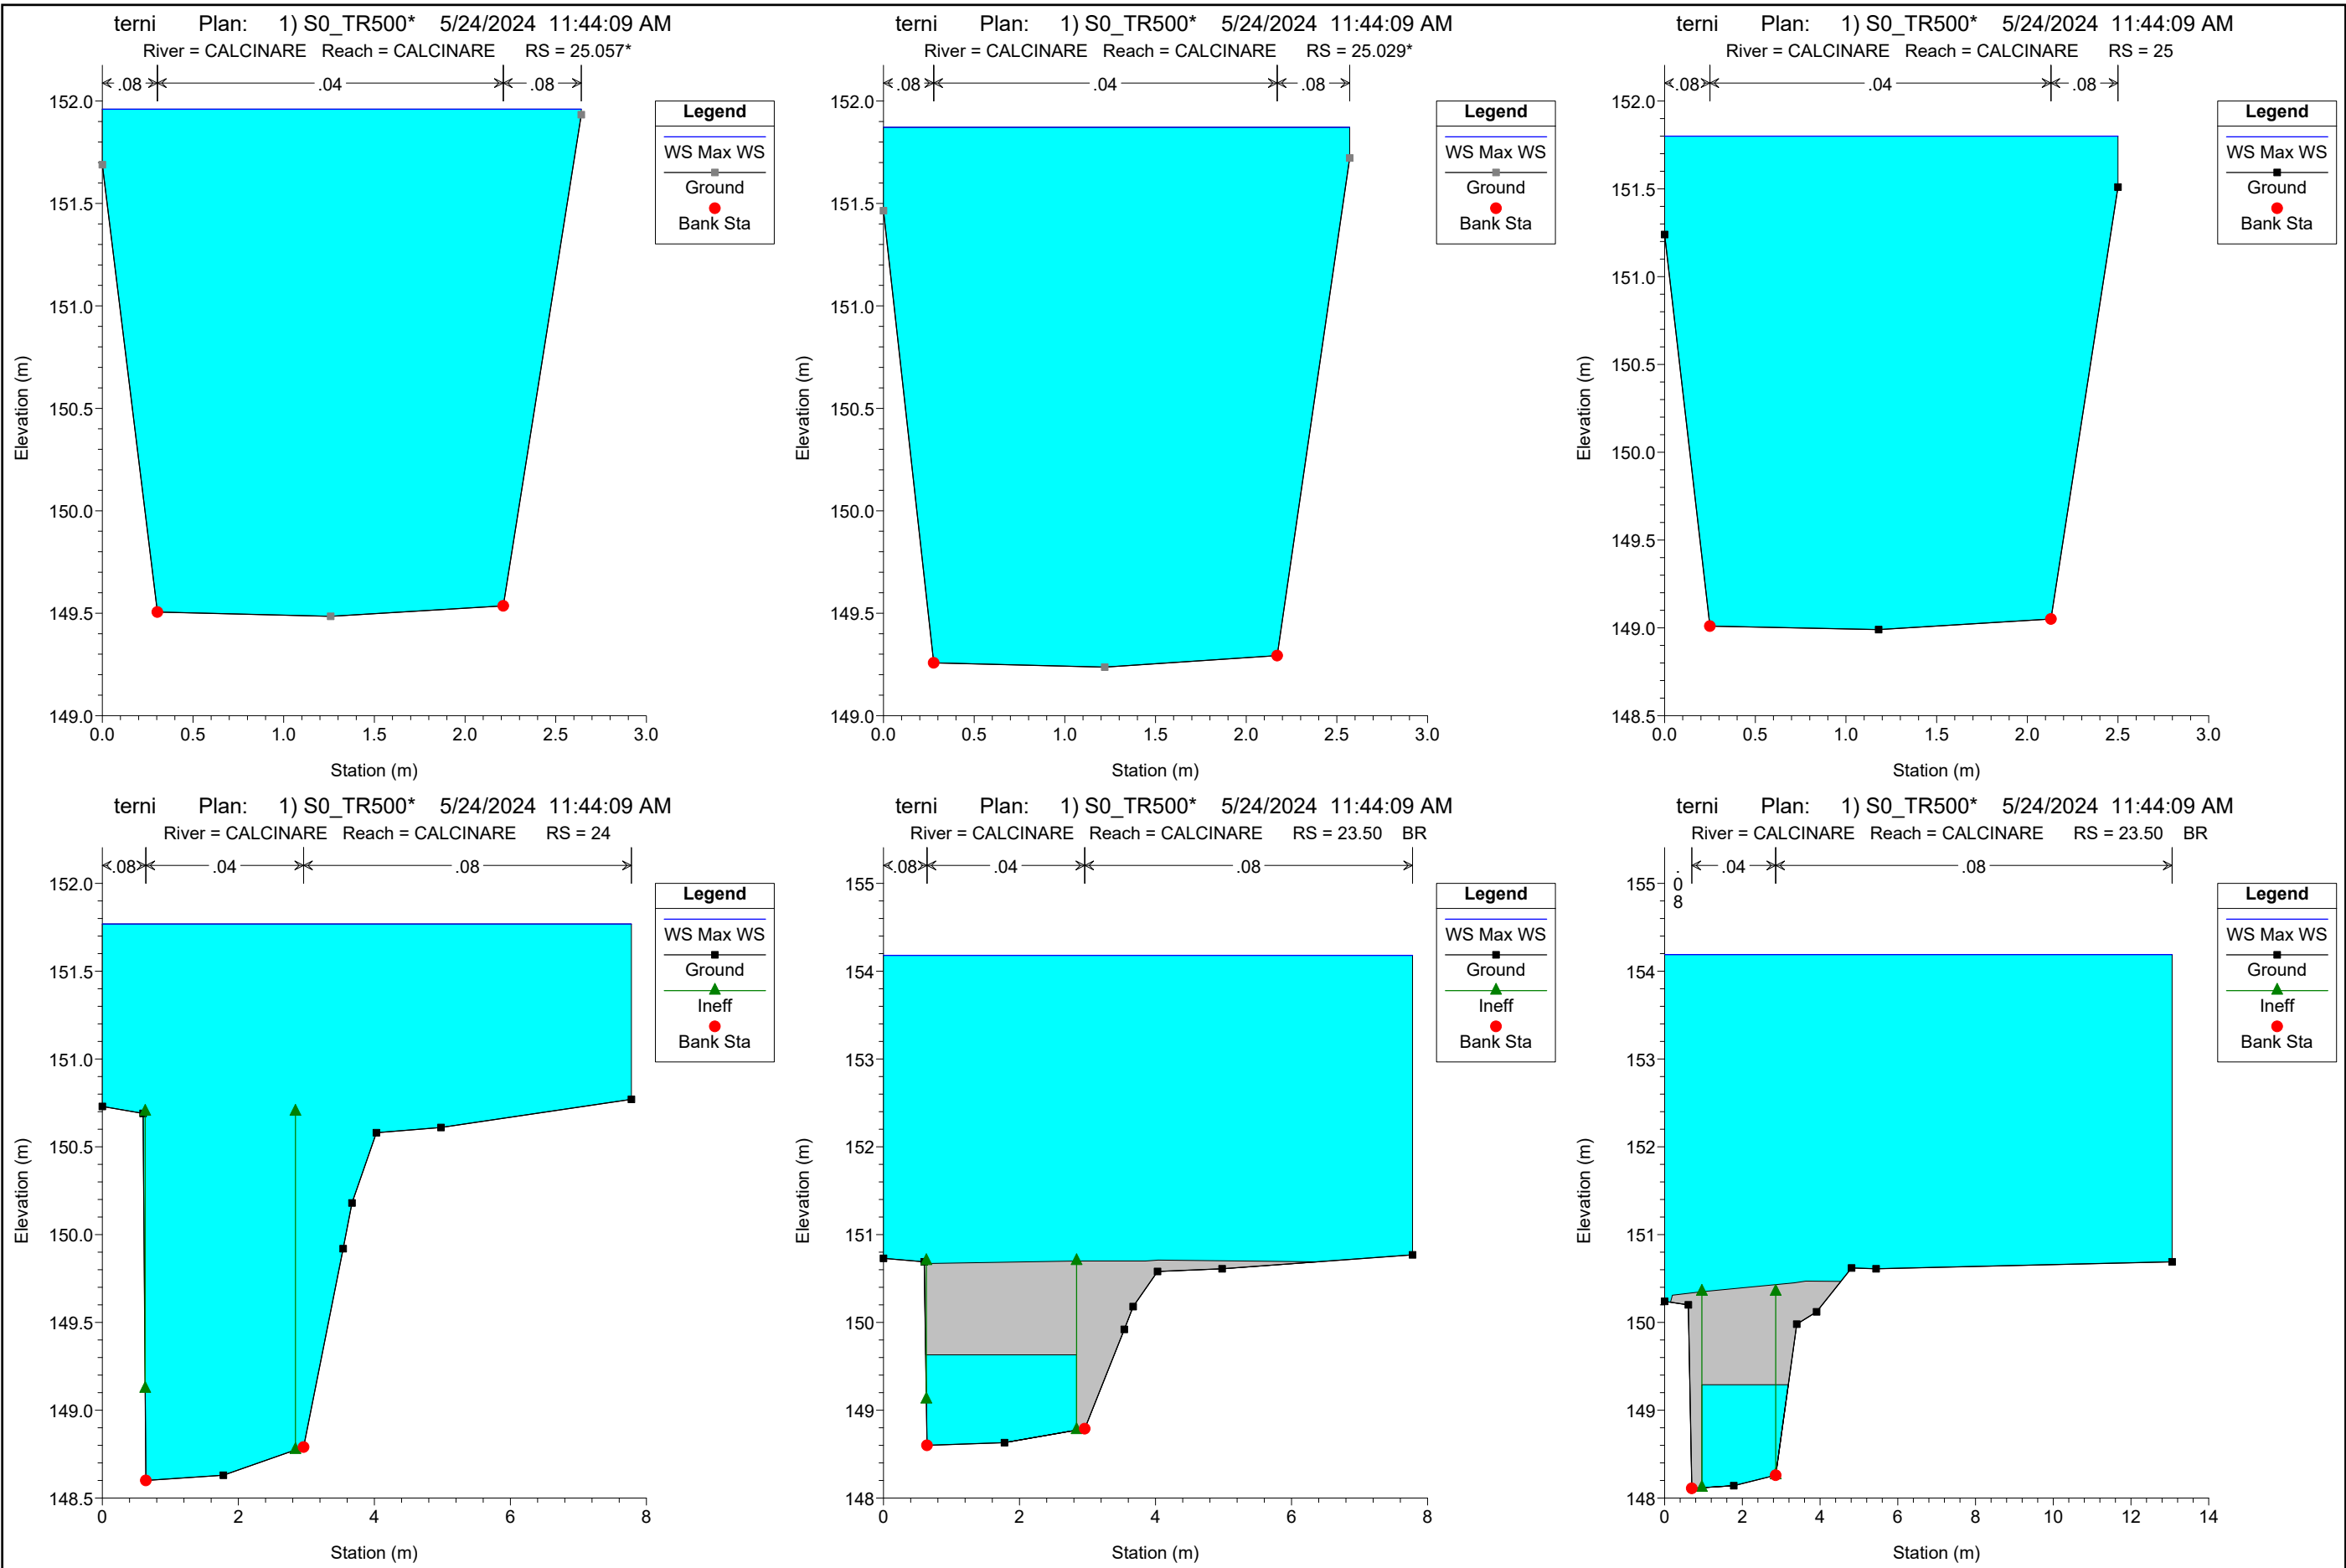 terni Plan: 1) S0_TR500* 5/24/2024 11:44:09 AM
River = CALCINARE Reach = CALCINARE RS = 25.057*
.08 .04 .08
152.0
151.5
151.0
150.5
150.0
149.5
149.0
Elevation (m)
0.0 0.5 1.0 1.5 2.0 2.5 3.0
Station (m)
Legend
WS Max WS
Ground
Bank Sta
terni Plan: 1) S0_TR500* 5/24/2024 11:44:09 AM
River = CALCINARE Reach = CALCINARE RS = 25.029*
.08 .04 .08
152.0
151.5
151.0
150.5
150.0
149.5
149.0
Elevation (m)
0.0 0.5 1.0 1.5 2.0 2.5 3.0
Station (m)
Legend
WS Max WS
Ground
Bank Sta
terni Plan: 1) S0_TR500* 5/24/2024 11:44:09 AM
River = CALCINARE Reach = CALCINARE RS = 25
.08 .04 .08
152.0
151.5
151.0
150.5
150.0
149.5
149.0
148.5
Elevation (m)
0.0 0.5 1.0 1.5 2.0 2.5 3.0
Station (m)
Legend
WS Max WS
Ground
Bank Sta
terni Plan: 1) S0_TR500* 5/24/2024 11:44:09 AM
River = CALCINARE Reach = CALCINARE RS = 24
.08 .04 .08
152.0
151.5
151.0
150.5
150.0
149.5
149.0
148.5
Elevation (m)
0 2 4 6 8
Station (m)
Legend
WS Max WS
Ground
Ineff
Bank Sta
terni Plan: 1) S0_TR500* 5/24/2024 11:44:09 AM
River = CALCINARE Reach = CALCINARE RS = 23.50 BR
.08 .04 .08
155
154
153
152
151
150
149
148
Elevation (m)
0 2 4 6 8
Station (m)
Legend
WS Max WS
Ground
Ineff
Bank Sta
terni Plan: 1) S0_TR500* 5/24/2024 11:44:09 AM
River = CALCINARE Reach = CALCINARE RS = 23.50 BR
.08 .04 .08
155
154
153
152
151
150
149
148
Elevation (m)
0 2 4 6 8 10 12 14
Station (m)
Legend
WS Max WS
Ground
Ineff
Bank Sta